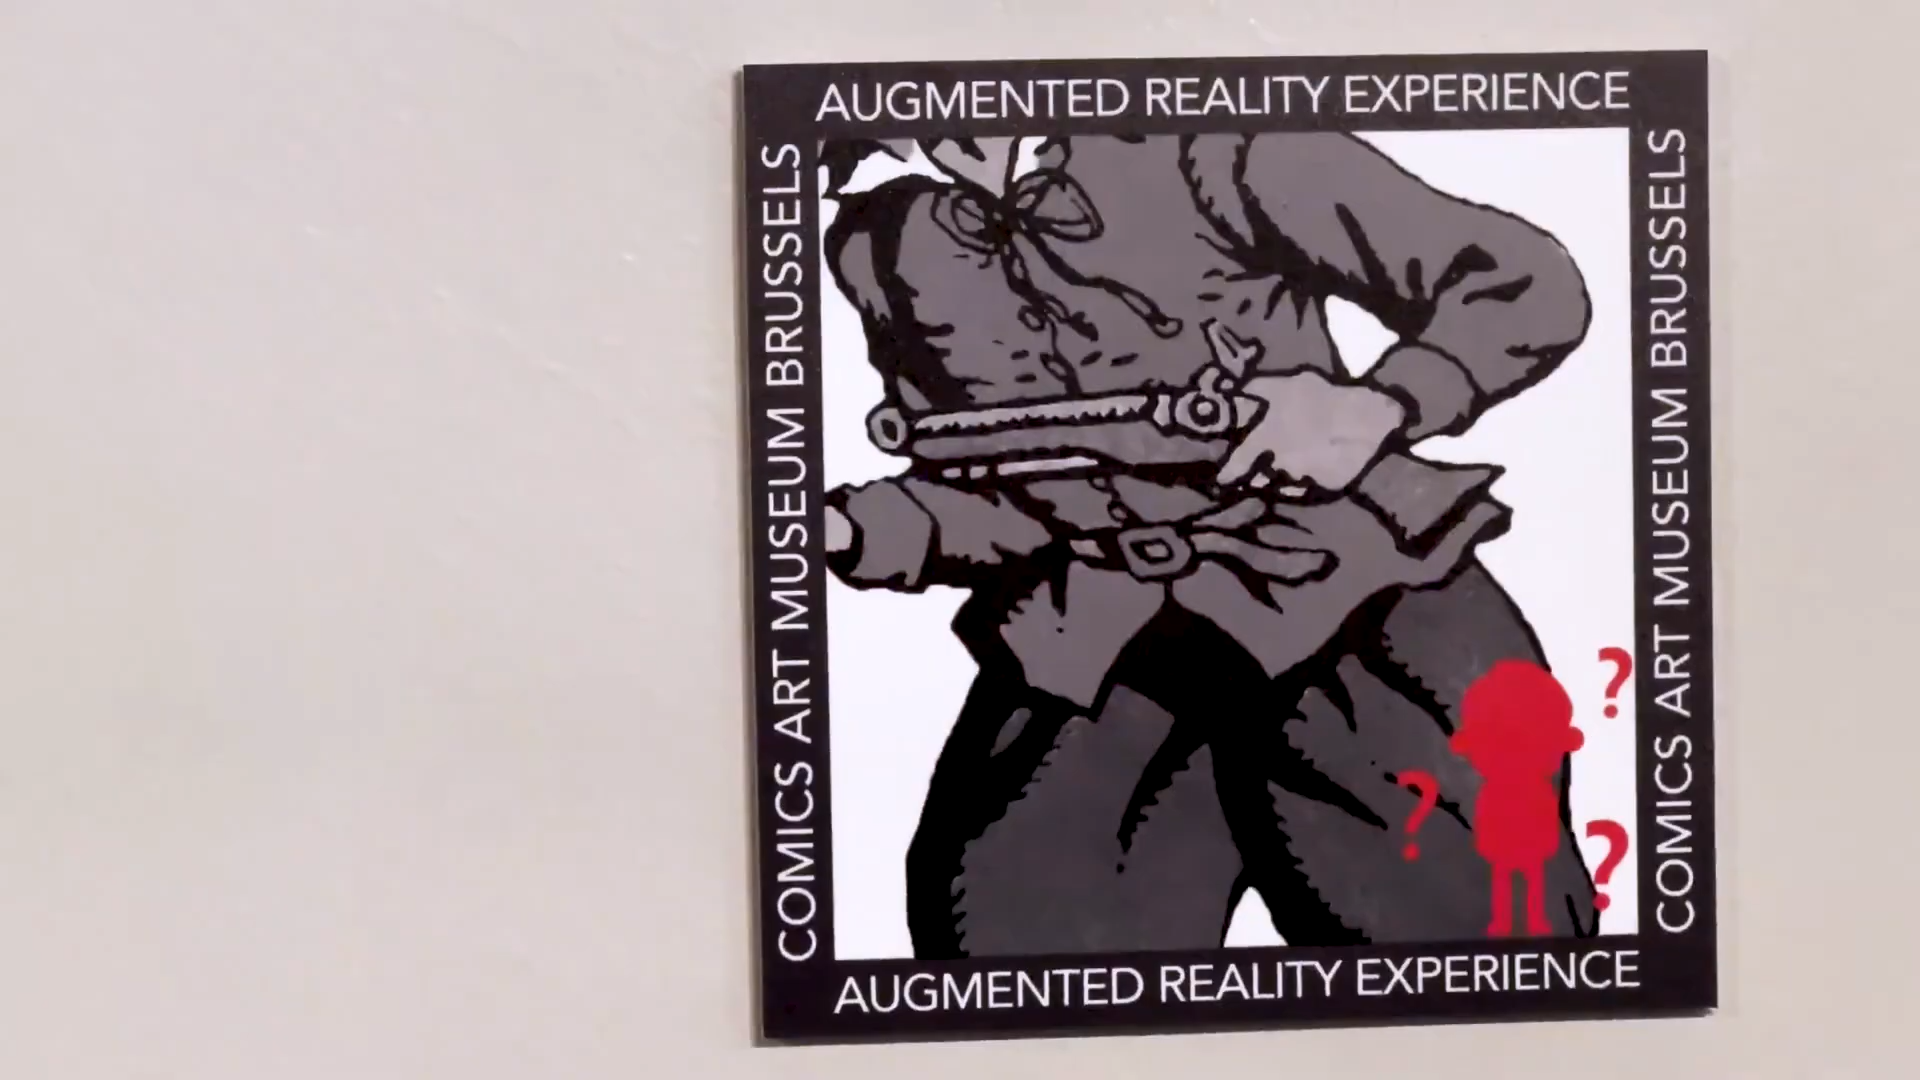 AUGMENTED REALITY EXPERIENCE
COMICS ART MUSEUM BRUSSELS
COMICS ART MUSEUM BRUSSELS
?
?
?
AUGMENTED REALITY EXPERIENCE